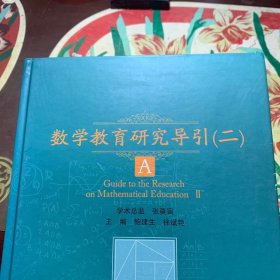 数学教育研究导引(二)
A
Guide to the Research
on Mathematical Education Ⅱ
学术总监 张奠宙
主 编 鲍建生 徐斌艳